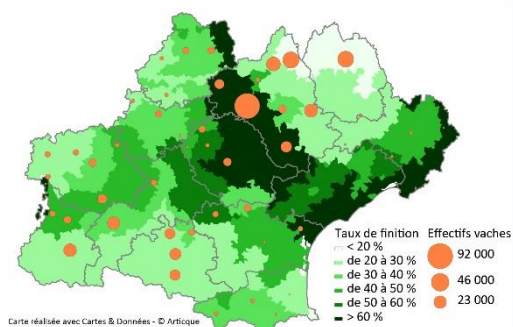 Taux de finition
< 20 %
de 20 à 30 %
de 30 à 40 %
de 40 à 50 %
de 50 à 60 %
> 60 %
Effectifs vaches
92 000
46 000
23 000
Carte réalisée avec Cartes & Données - © Articque